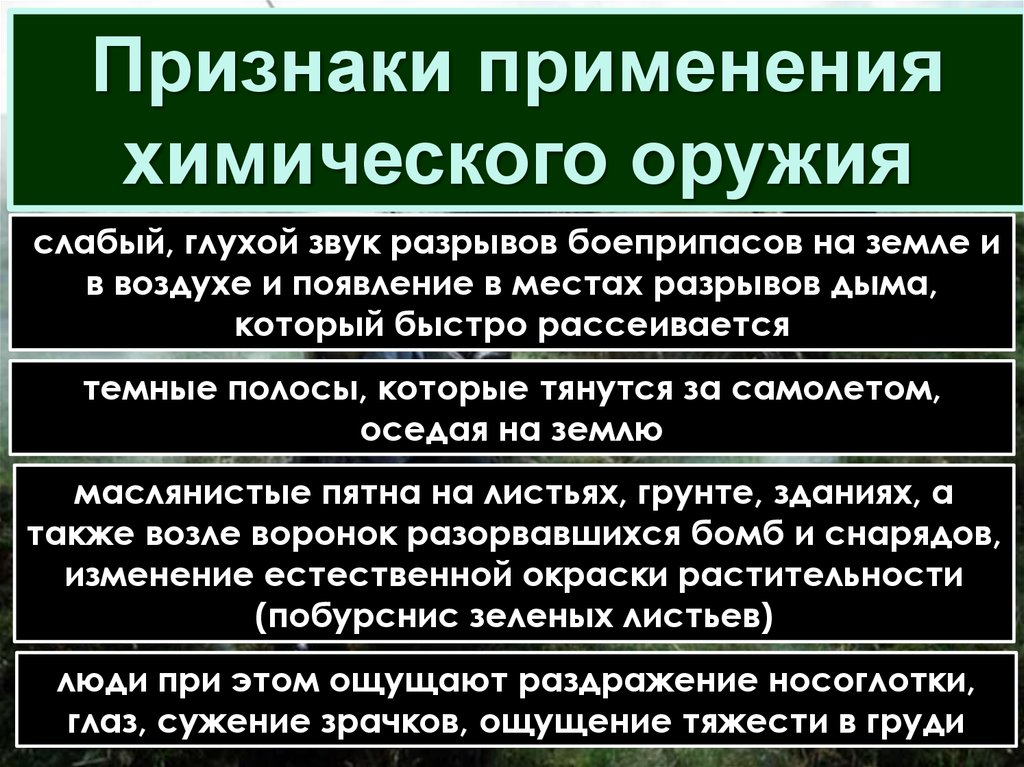 Признаки применения
химического оружия
слабый, глухой звук разрывов боеприпасов на земле и
в воздухе и появление в местах разрывов дыма,
который быстро рассеивается
темные полосы, которые тянутся за самолетом,
оседая на землю
маслянистые пятна на листьях, грунте, зданиях, а
также возле воронок разорвавшихся бомб и снарядов,
изменение естественной окраски растительности
(побурснис зеленых листьев)
люди при этом ощущают раздражение носоглотки,
глаз, сужение зрачков, ощущение тяжести в груди